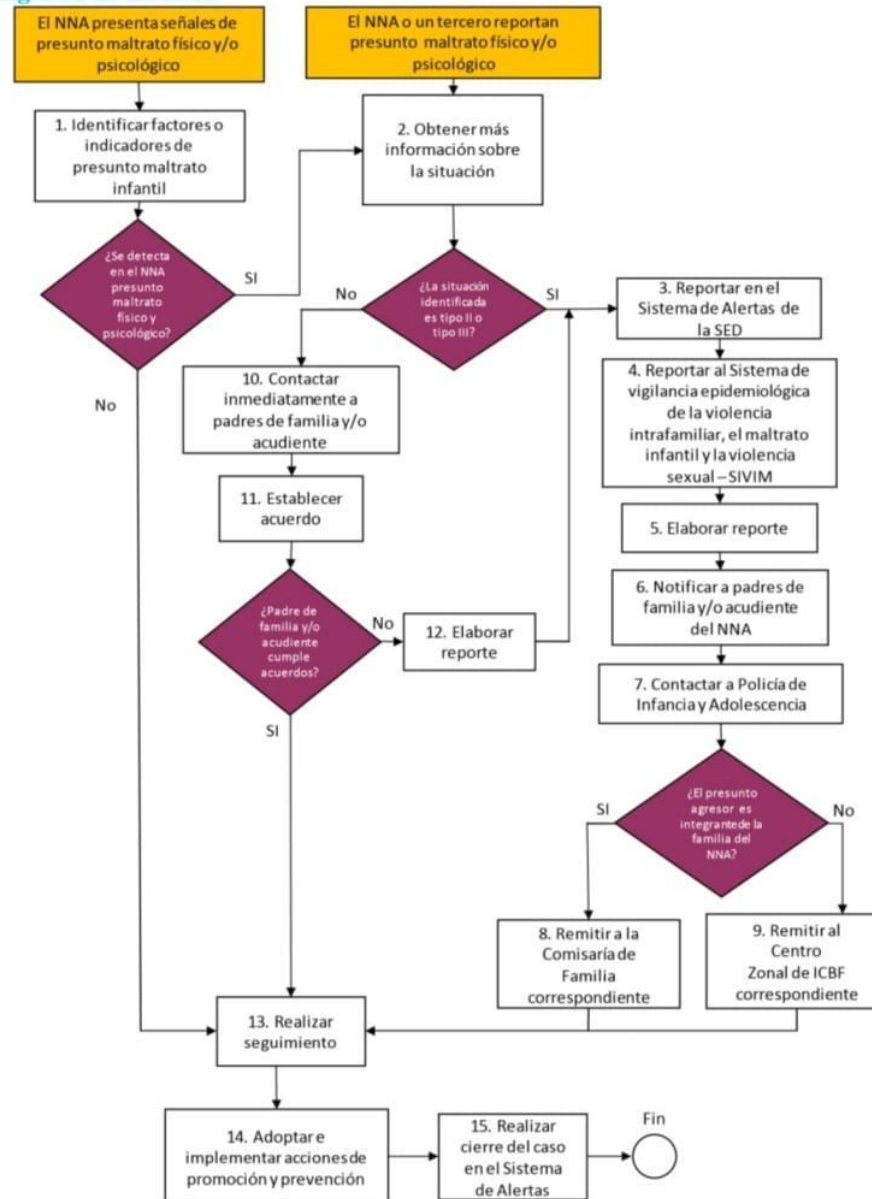 El NNA presenta señales de
presunto maltrato físico y/o
psicológico
El NNA o un tercero reportan
presunto maltrato físico y/o
psicológico
1. Identificar factores o
indicadores de
presunto maltrato
infantil
2. Obtener más
información sobre
la situación
¿Se detecta
en el NNA
presunto
maltrato
físico y
psicológico?
SI
No
¿La situación
identificada
es tipo II o
tipo III?
No
SI
3. Reportar en el
Sistema de Alertas de
la SED
4. Reportar al Sistema de
vigilancia epidemiológica
de la violencia
intrafamiliar, el maltrato
infantil y la violencia
sexual – SIVIM
5. Elaborar reporte
6. Notificar a padres de
familia y/o acudiente
del NNA
7. Contactar a Policía de
Infancia y Adolescencia
¿El presunto
agresor es
integrantede la
familia del
NNA?
SI
No
8. Remitir a la
Comisaría de
Familia
correspondiente
9. Remitir al
Centro
Zonal de ICBF
correspondiente
10. Contactar
inmediatamente a
padres de familia y/o
acudiente
11. Establecer
acuerdo
¿Padre de
familia y/o
acudiente
cumple
acuerdos?
No
SI
12. Elaborar
reporte
13. Realizar
seguimiento
14. Adoptar e
implementar acciones de
promoción y prevención
15. Realizar
cierre del caso
en el Sistema
de Alertas
Fin